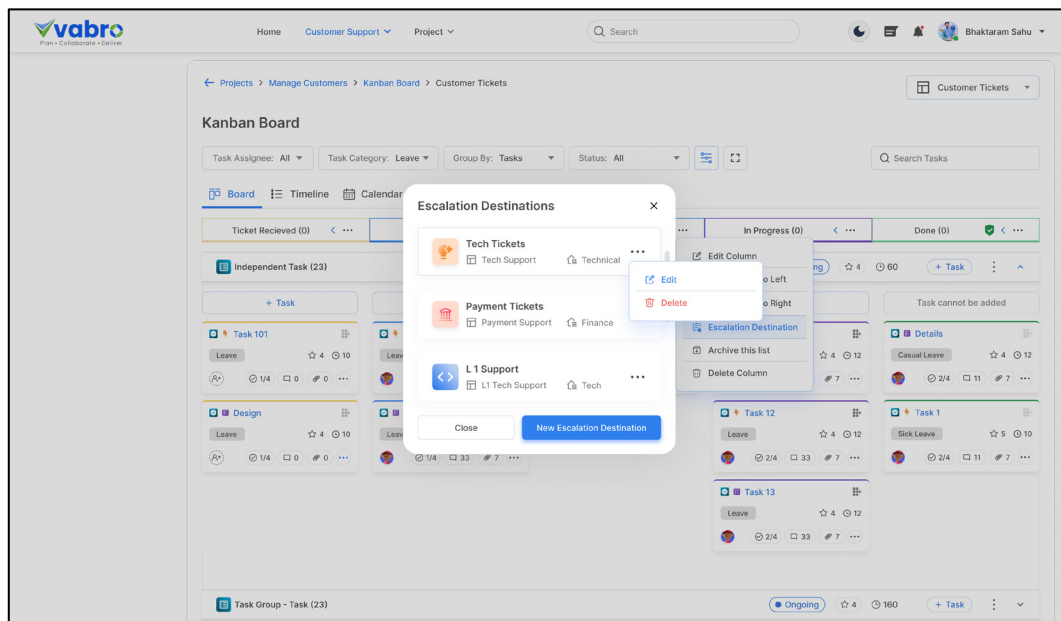 vabro
Plan • Collaborate • Deliver
Home
Customer Support
Project
Search
Bhaktaram Sahu
Projects > Manage Customers > Kanban Board > Customer Tickets
Customer Tickets
Kanban Board
Task Assignee: All
Task Category: Leave
Group By: Tasks
Status: All
Search Tasks
Board
Timeline
Calendar
Ticket Recieved (0)
In Progress (0)
Done (0)
Independent Task (23)
ng
4
60
+ Task
+ Task
Task cannot be added
Escalation Destinations
Tech Tickets
Tech Support
Technical
Payment Tickets
Payment Support
Finance
L 1 Support
L1 Tech Support
Tech
Close
New Escalation Destination
Edit
Delete
Edit Column
o Left
o Right
Escalation Destination
Archive this list
Delete Column
Task 101
Leave
4 10
1/4 0 0
Design
Leave
4 10
1/4 0 0
Leav
Leav
1/4 33 7
4 12
7
Task 12
Leave
4 12
2/4 33 7
Task 13
Leave
4 12
2/4 33 7
Details
Casual Leave
4 12
2/4 11 7
Task 1
Sick Leave
5 10
2/4 11 7
Task Group - Task (23)
Ongoing
4
160
+ Task